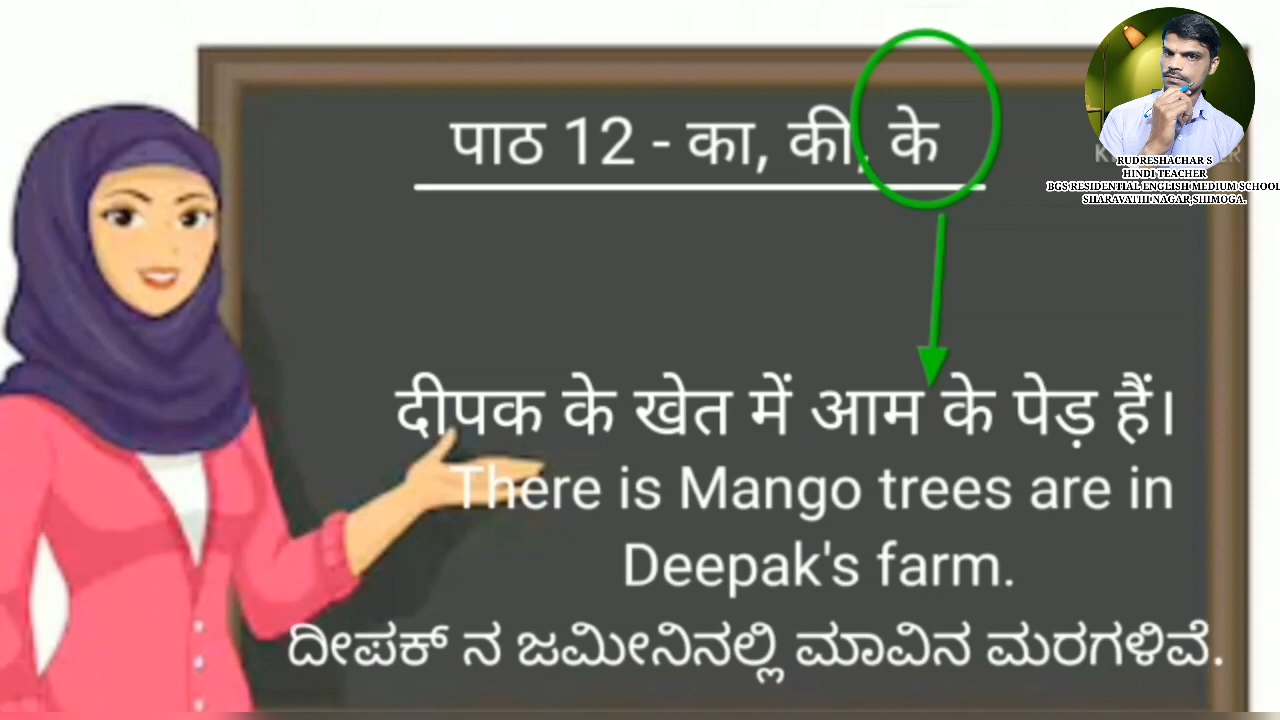 पाठ 12 - का, की, के
RUDRESHACHAR S
HINDI TEACHER
BGS RESIDENTIAL ENGLISH MEDIUM SCHOOL
SHARAVATHI NAGAR, SHIMOGA.
दीपक के खेत में आम के पेड़ हैं।
There is Mango trees are in
Deepak's farm.
ದೀಪಕ್ ನ ಜಮೀನಿನಲ್ಲಿ ಮಾವಿನ ಮರಗಳಿವೆ.